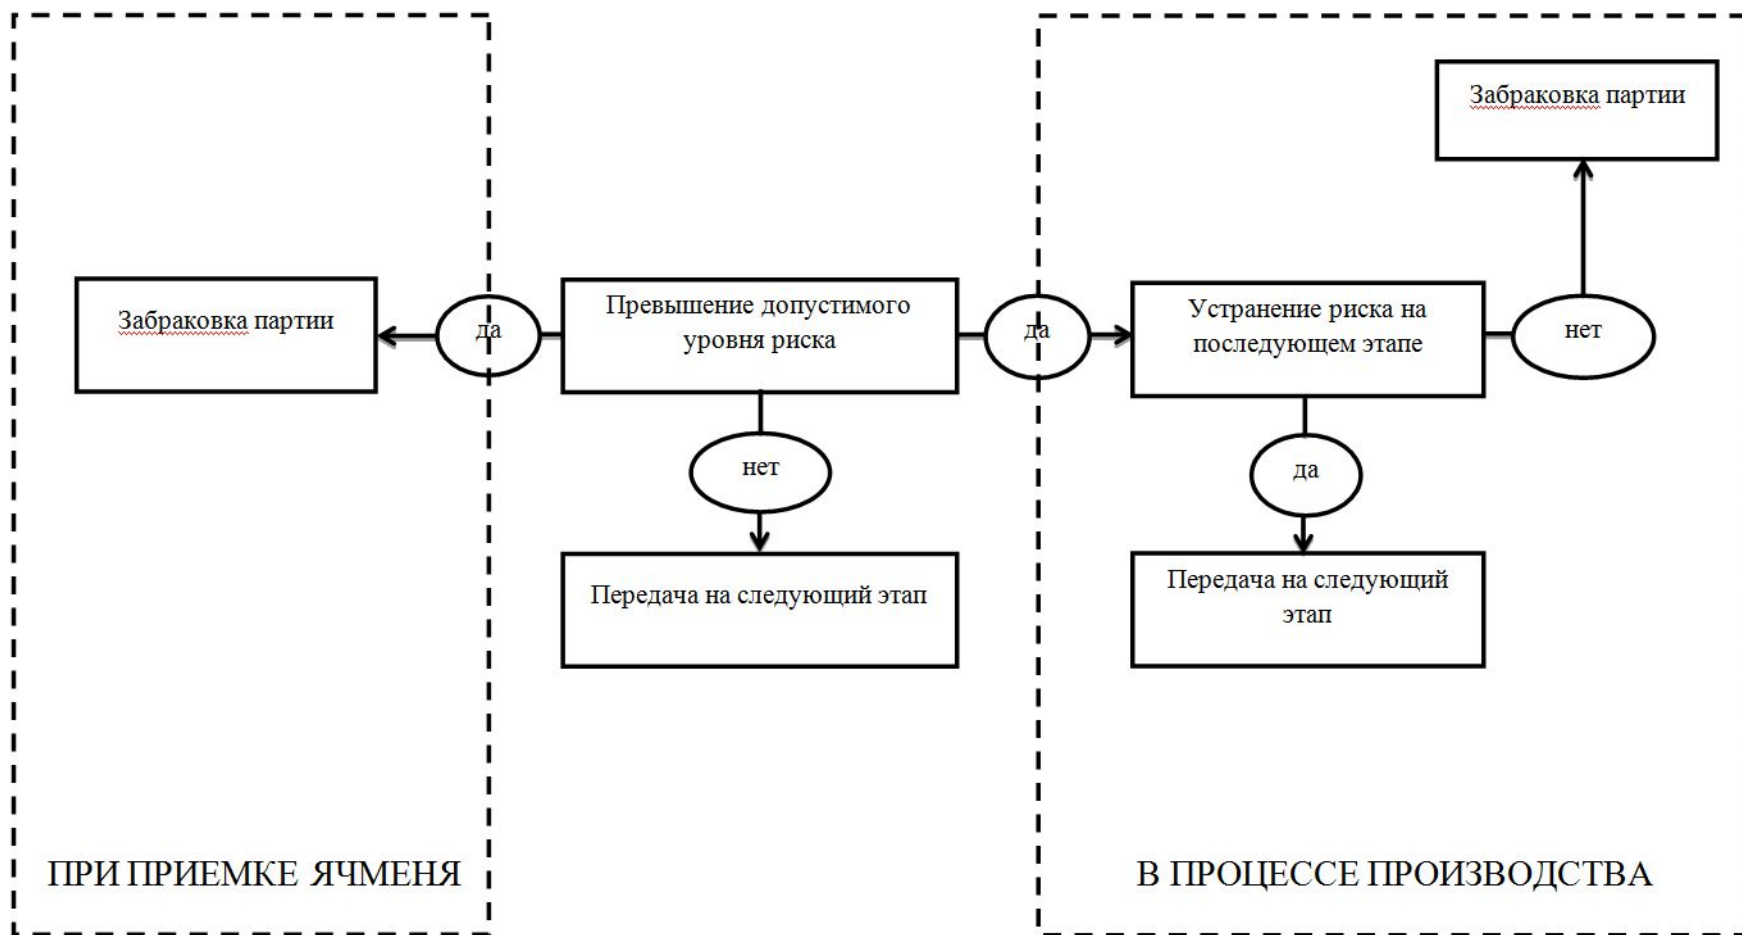 Забраковка партии
Забраковка партии
да
Превышение допустимого
уровня риска
да
Устранение риска на
последующем этапе
нет
нет
да
Передача на следующий этап
Передача на следующий
этап
ПРИ ПРИЕМКЕ ЯЧМЕНЯ
В ПРОЦЕССЕ ПРОИЗВОДСТВА